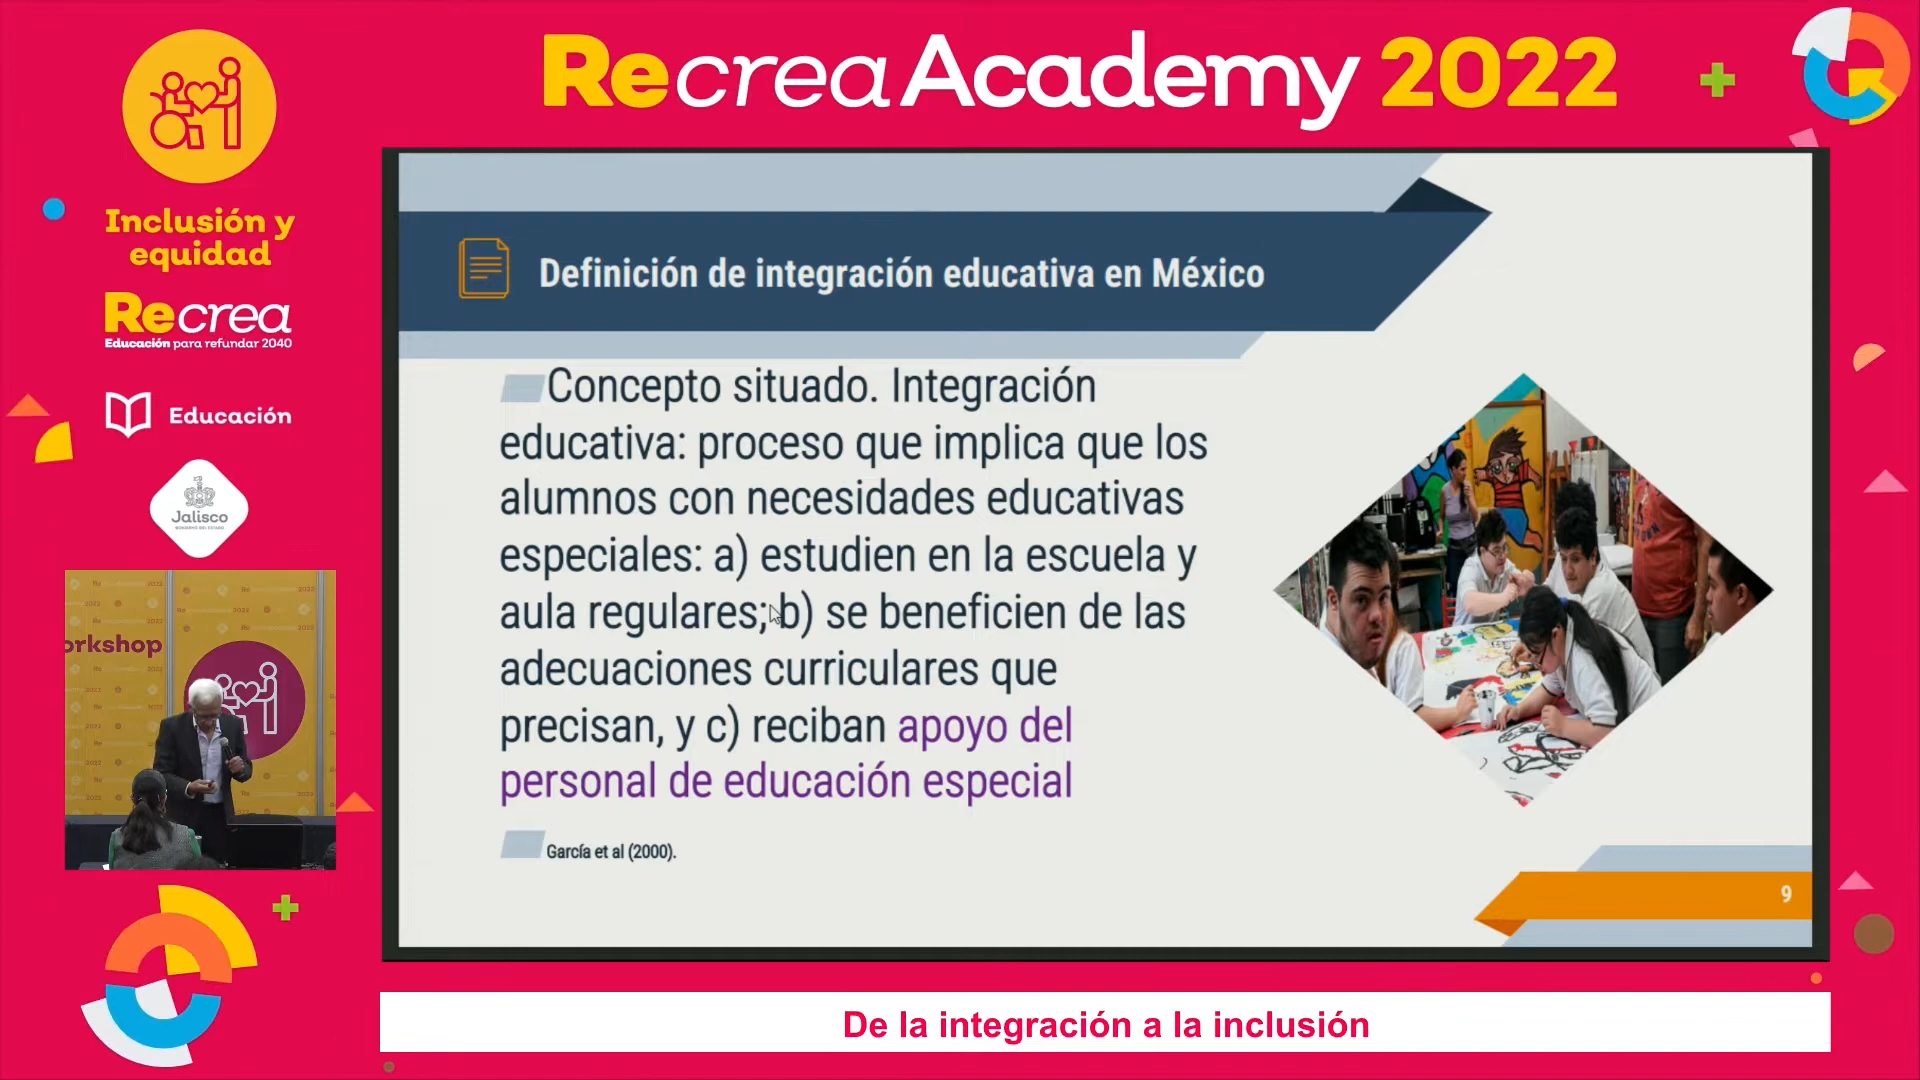 Recrea Academy 2022
Inclusión y
equidad
Recrea
Educación para refundar 2040
Educación
Jalisco
GOBIERNO DEL ESTADO
orkshop
Definición de integración educativa en México
Concepto situado. Integración
educativa: proceso que implica que los
alumnos con necesidades educativas
especiales: a) estudien en la escuela y
aula regulares; b) se beneficien de las
adecuaciones curriculares que
precisan, y c) reciban apoyo del
personal de educación especial
García et al (2000).
9
De la integración a la inclusión